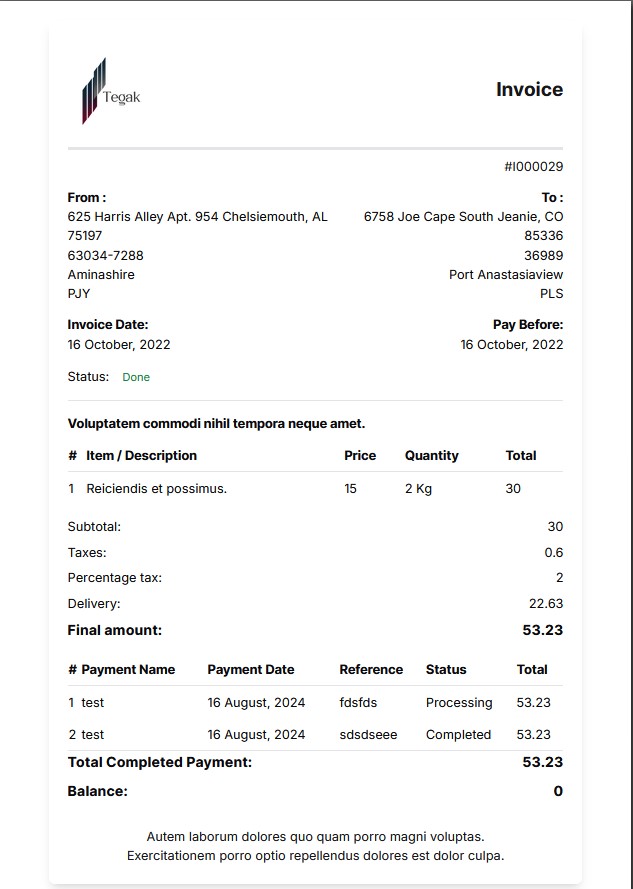 Tegak
Invoice
#I000029
From :
To :
625 Harris Alley Apt. 954 Chelsiemouth, AL
75197
63034-7288
Aminashire
PJY
6758 Joe Cape South Jeanie, CO
85336
36989
Port Anastasiaview
PLS
Invoice Date:
16 October, 2022
Pay Before:
16 October, 2022
Status: Done
Voluptatem commodi nihil tempora neque amet.
# Item / Description Price Quantity Total
1 Reiciendis et possimus. 15 2 Kg 30
Subtotal: 30
Taxes: 0.6
Percentage tax: 2
Delivery: 22.63
Final amount: 53.23
# Payment Name Payment Date Reference Status Total
1 test 16 August, 2024 fdsfds Processing 53.23
2 test 16 August, 2024 sdsdseee Completed 53.23
Total Completed Payment: 53.23
Balance: 0
Autem laborum dolores quo quam porro magni voluptas.
Exercitationem porro optio repellendus dolores est dolor culpa.